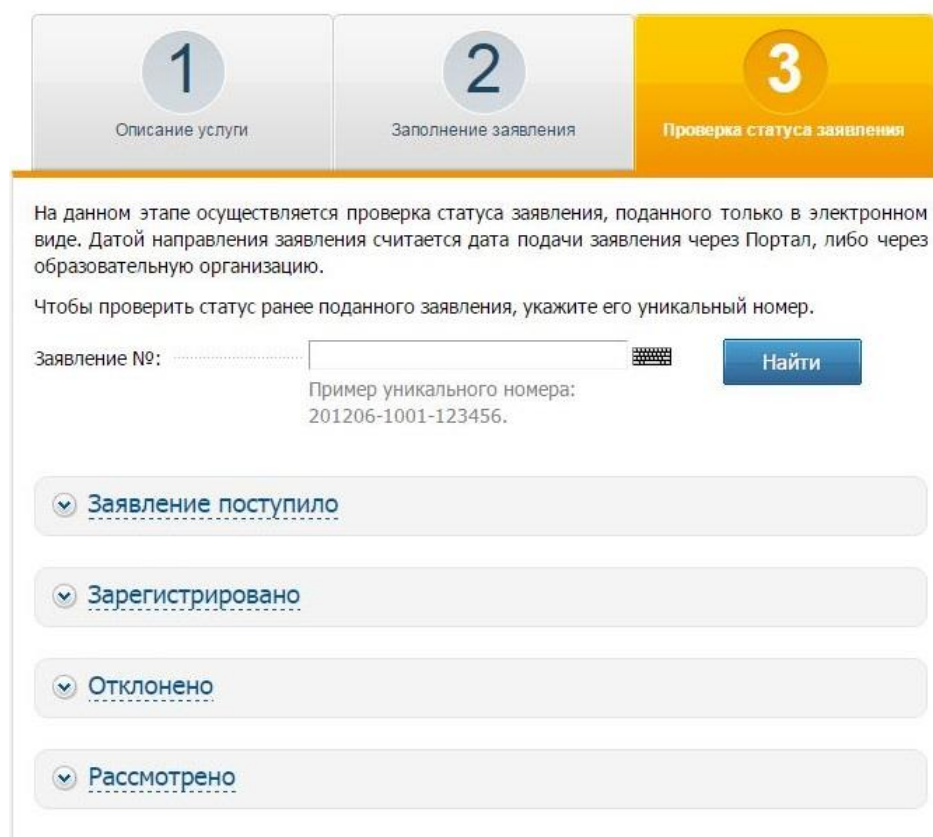 1
Описание услуги
2
Заполнение заявления
3
Проверка статуса заявления
На данном этапе осуществляется проверка статуса заявления, поданного только в электронном
виде. Датой направления заявления считается дата подачи заявления через Портал, либо через
образовательную организацию.
Чтобы проверить статус ранее поданного заявления, укажите его уникальный номер.
Заявление №:
Найти
Пример уникального номера:
201206-1001-123456.
Заявление поступило
Зарегистрировано
Отклонено
Рассмотрено